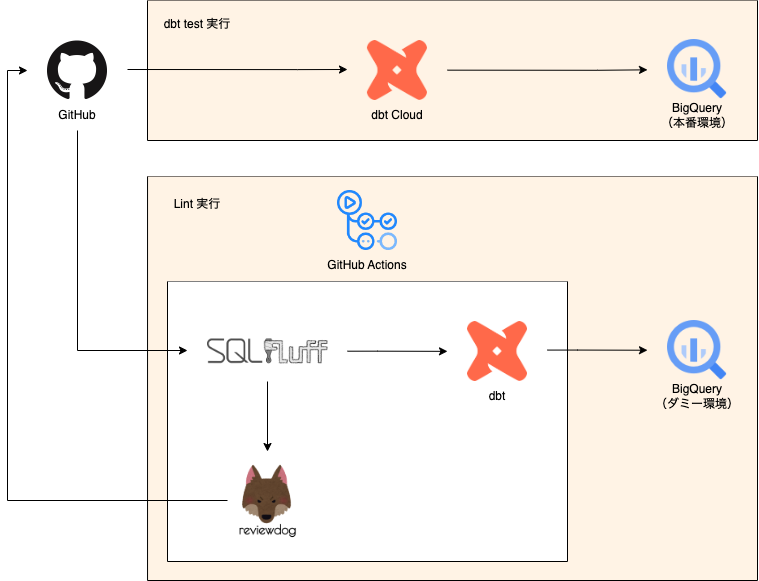 dbt test 実行
GitHub
dbt Cloud
BigQuery
（本番環境）
Lint 実行
GitHub Actions
SQLfluff
dbt
BigQuery
（ダミー環境）
reviewdog